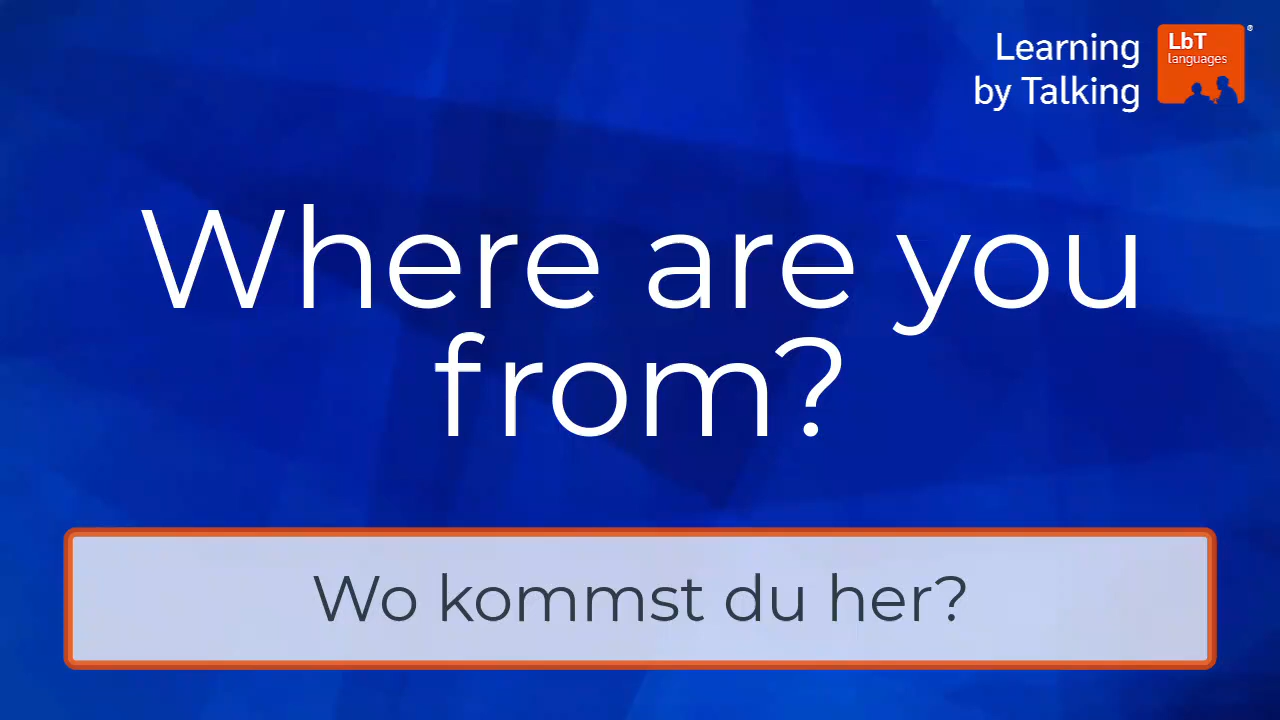 Learning
by Talking
LbT
languages
®
Where are you
from?
Wo kommst du her?